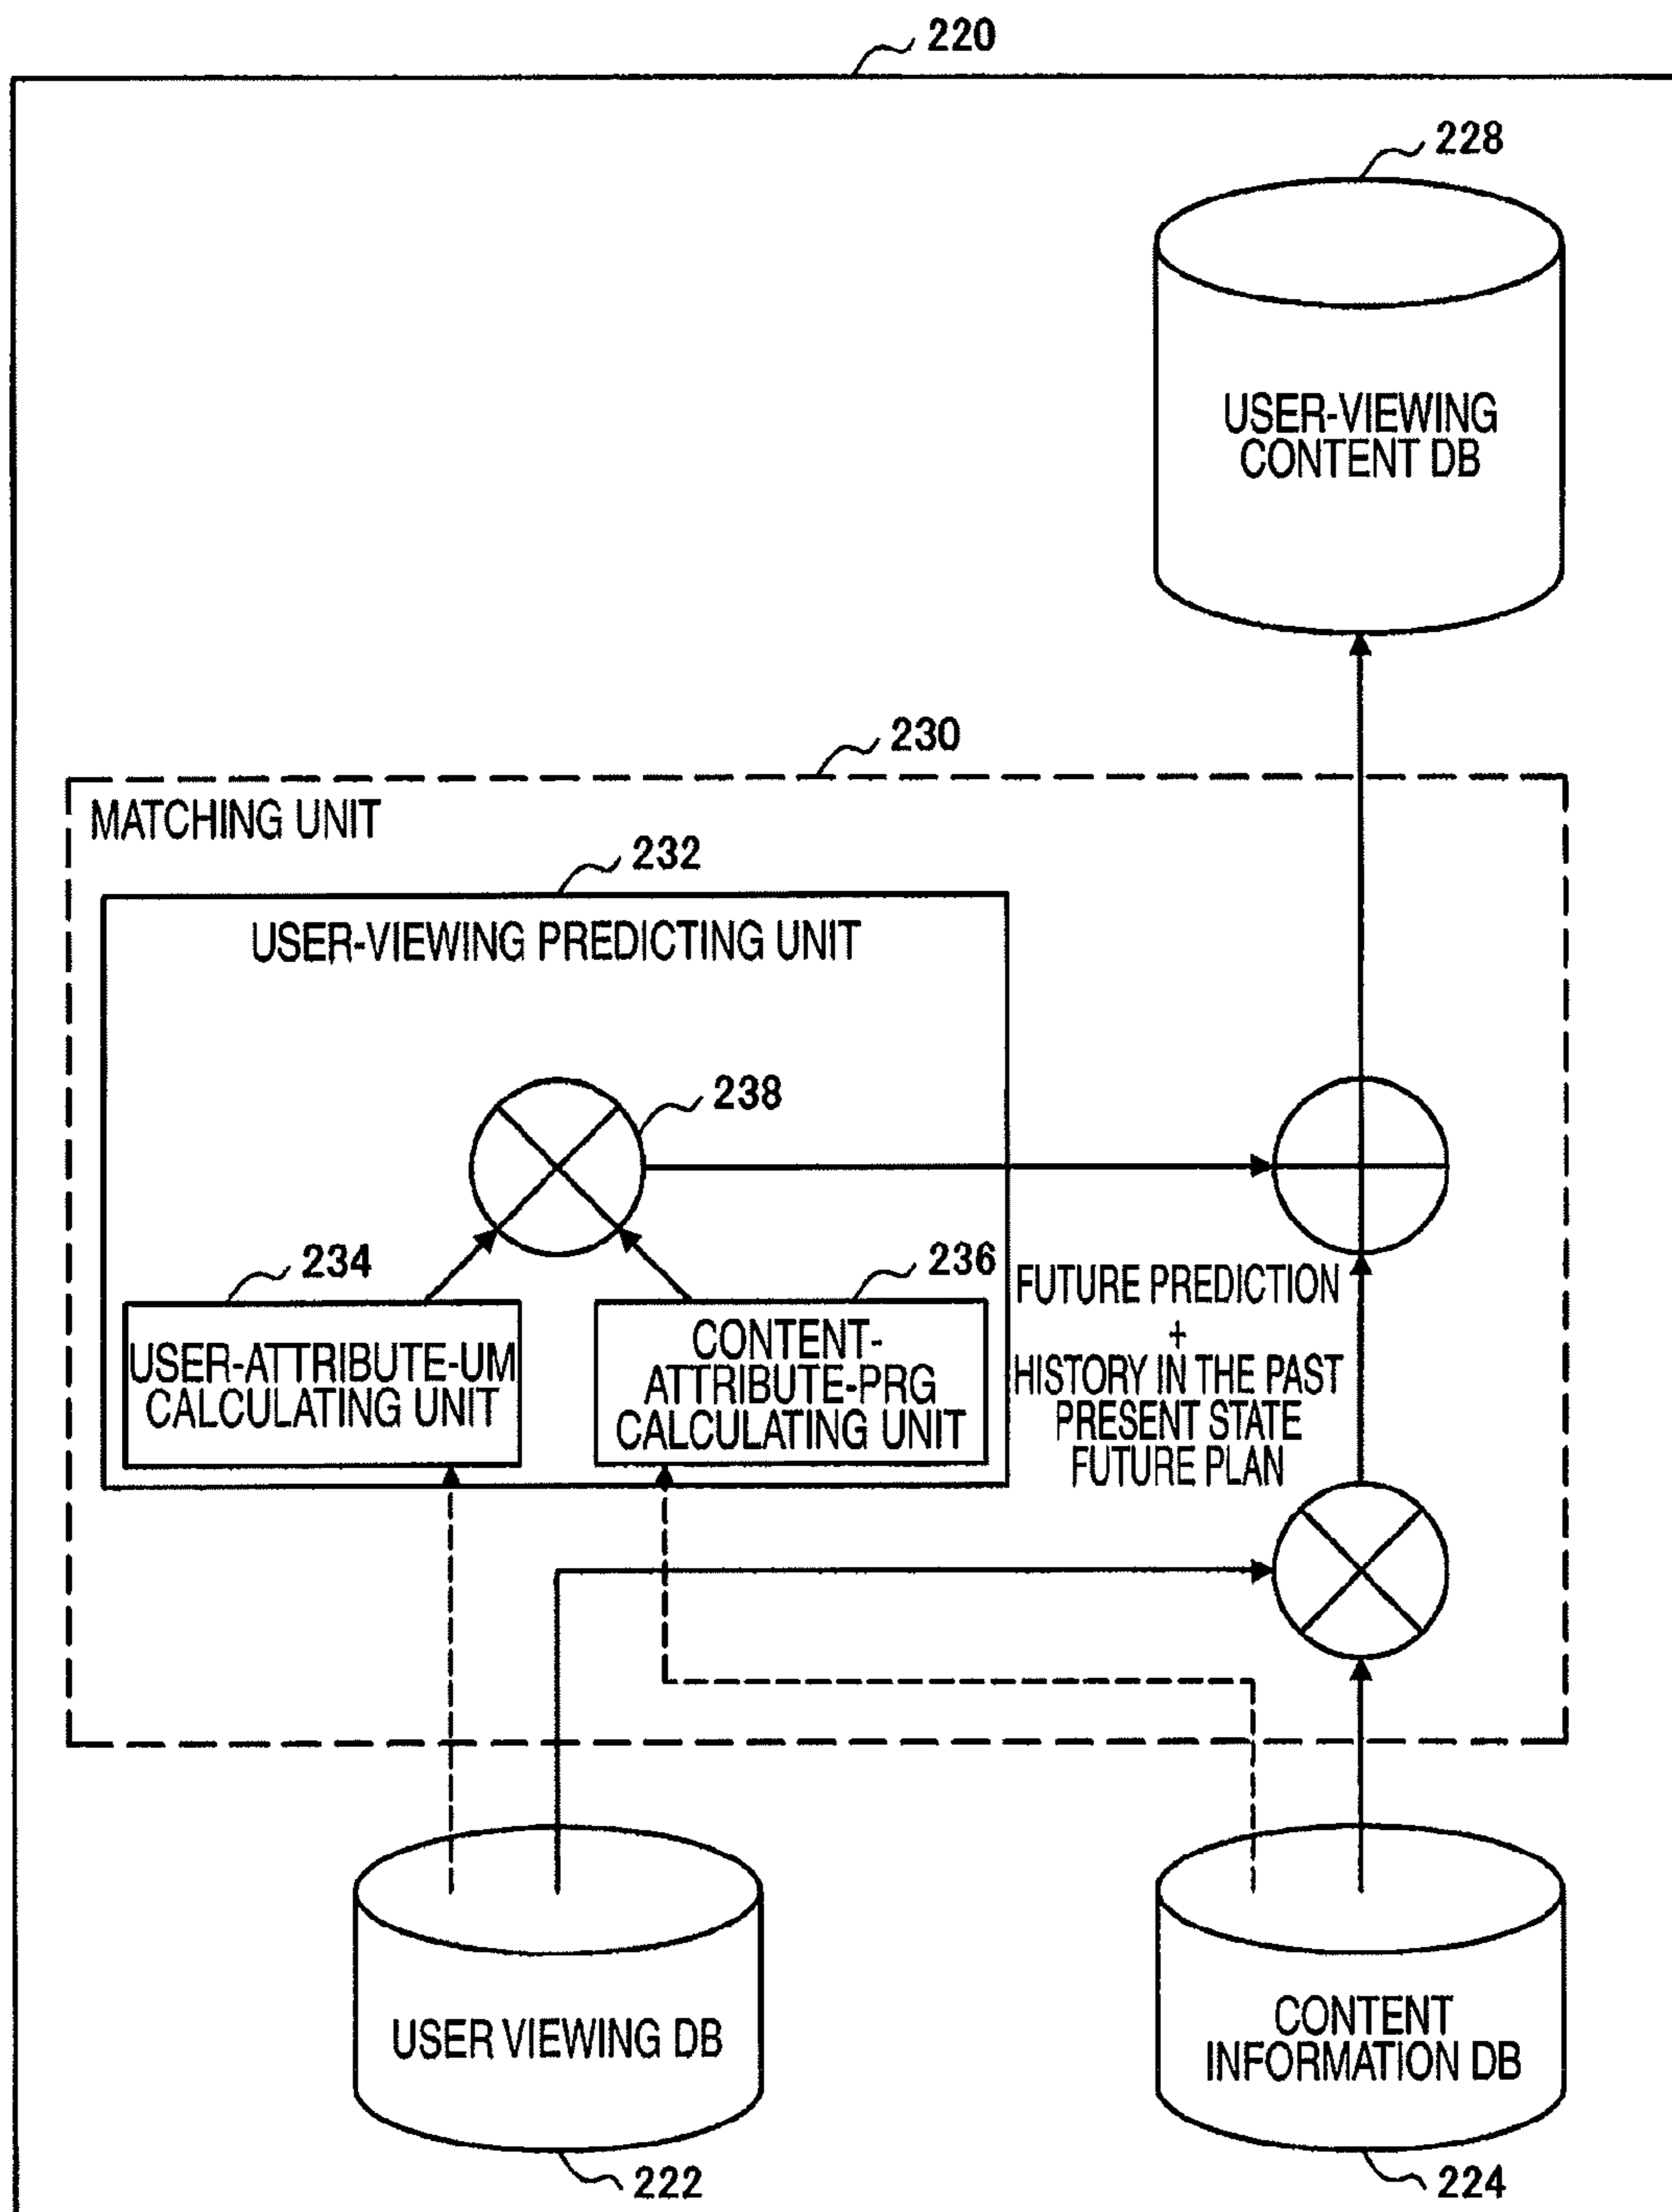 220
228
USER-VIEWING
CONTENT DB
230
MATCHING UNIT
232
USER-VIEWING PREDICTING UNIT
238
234
236
USER-ATTRIBUTE-UM
CALCULATING UNIT
CONTENT-
ATTRIBUTE-PRG
CALCULATING UNIT
FUTURE PREDICTION
+
HISTORY IN THE PAST
PRESENT STATE
FUTURE PLAN
USER VIEWING DB
CONTENT
INFORMATION DB
222
224